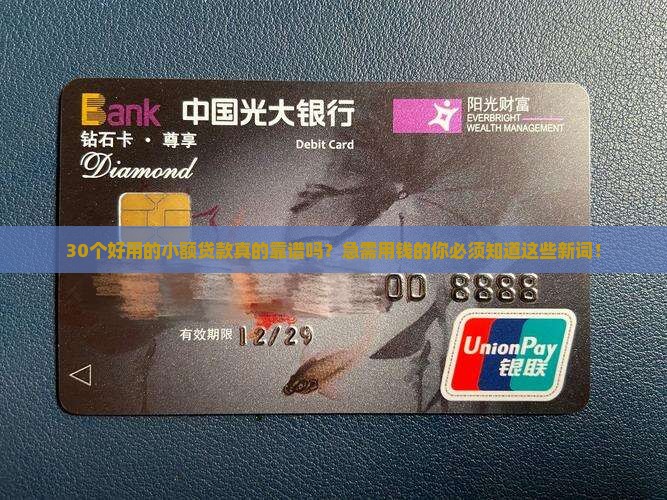 Bank 中国光大银行
阳光财富
EVERBRIGHT
WEALTH MANAGEMENT
钻石卡 · 尊享
Debit Card
Diamond
30个好用的小额贷款真的靠谱吗？急需用钱的你必须知道这些新词！
00 8888
有效期限 12/29
UnionPay
银联